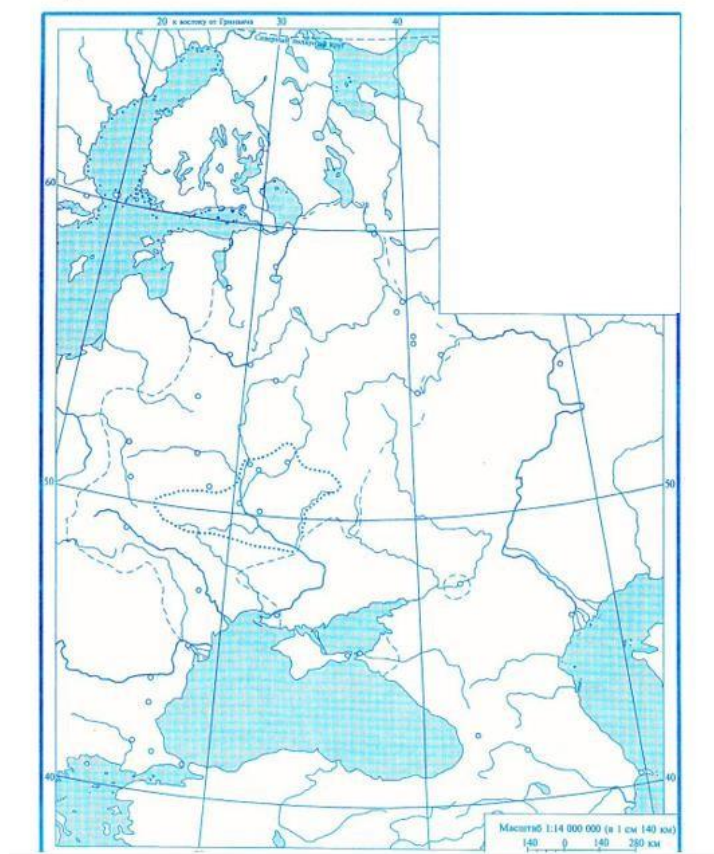 20 к востоку от Гринвича 30 40
Северный полярный круг
60
50 50
40 40
Масштаб 1:14 000 000 (в 1 см 140 км)
140 0 140 280 км